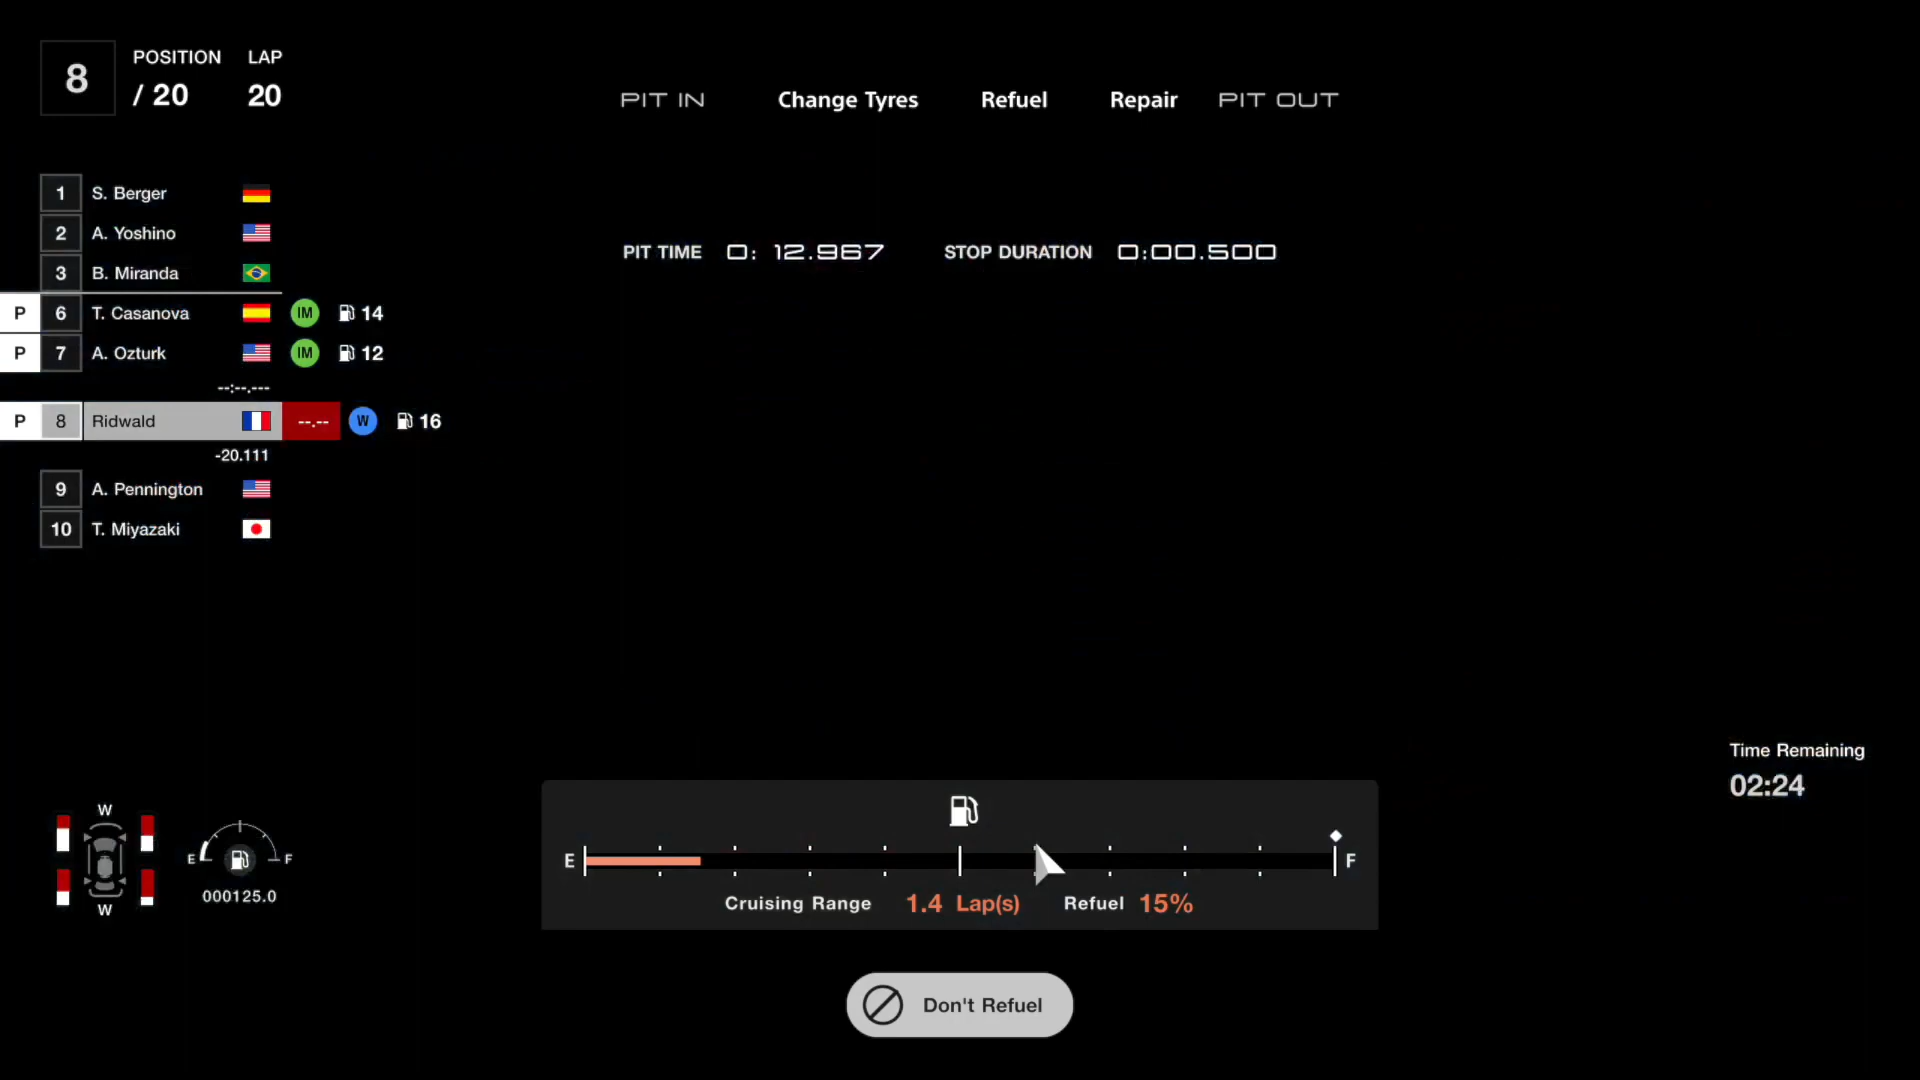 8
POSITION
/ 20
LAP
20
PIT IN
Change Tyres
Refuel
Repair
PIT OUT
PIT TIME 0: 12.967
STOP DURATION 0:00.500
1 S. Berger
2 A. Yoshino
3 B. Miranda
P 6 T. Casanova IM 14
P 7 A. Ozturk IM 12
--:--.---
P 8 Ridwald --.-- W 16
-20.111
9 A. Pennington
10 T. Miyazaki
Time Remaining
02:24
W
W
E F
000125.0
E F
Cruising Range 1.4 Lap(s) Refuel 15%
Don't Refuel